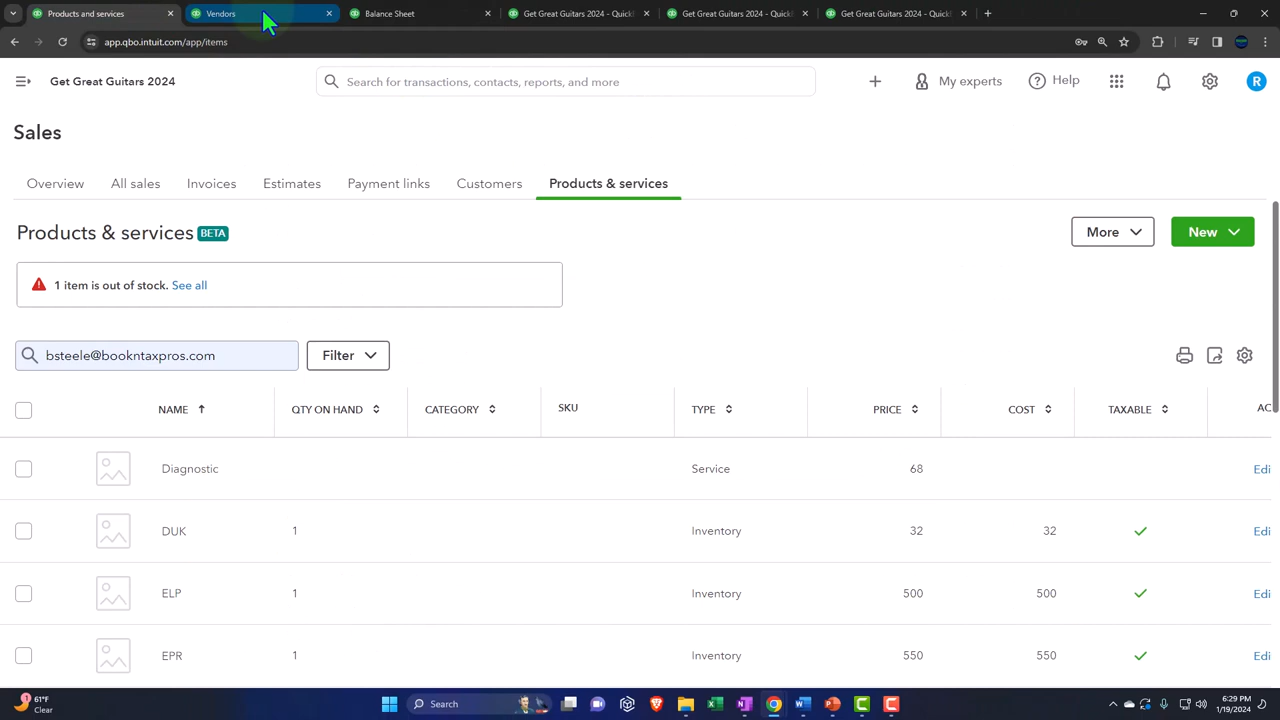 Products and services
Vendors
Balance Sheet
Get Great Guitars 2024 - Quickl
Get Great Guitars 2024 - Quickl
Get Great Guitars 2024 - Quickl
app.qbo.intuit.com/app/items
Get Great Guitars 2024
Search for transactions, contacts, reports, and more
My experts
Help
R
Sales
Overview
All sales
Invoices
Estimates
Payment links
Customers
Products & services
Products & services BETA
More
New
1 item is out of stock. See all
bsteele@bookntaxpros.com
Filter
NAME QTY ON HAND CATEGORY SKU TYPE PRICE COST TAXABLE AC
Diagnostic Service 68 Edi
DUK 1 Inventory 32 32 Edi
ELP 1 Inventory 500 500 Edi
EPR 1 Inventory 550 550 Edi
61°F
Clear
Search
6:29 PM
1/19/2024